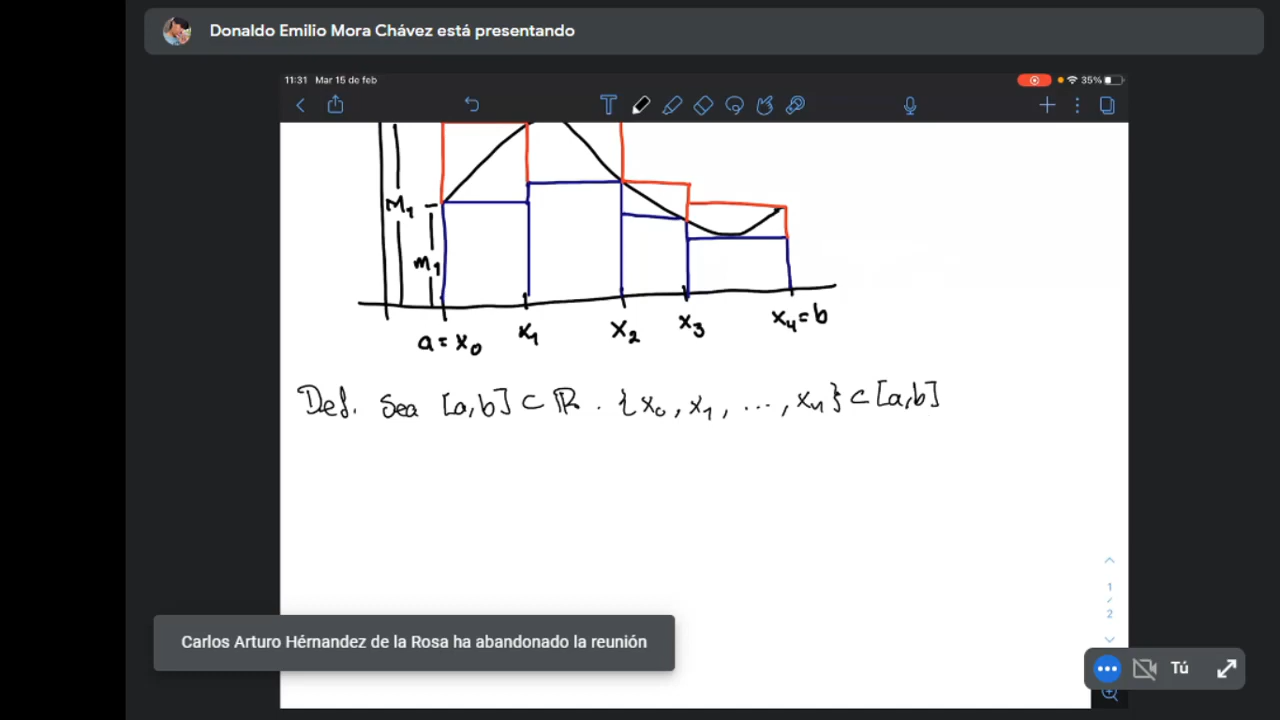 Donaldo Emilio Mora Chávez está presentando
11:31 Mar 15 de feb
35%
M₁
m₁
a = x₀ x₁ x₂ x₃ x₄ = b
Def. Sea [a,b] ⊂ ℝ. {x₀, x₁, ..., xₙ} ⊂ [a,b]
1
/
2
Carlos Arturo Hérnandez de la Rosa ha abandonado la reunión
Tú